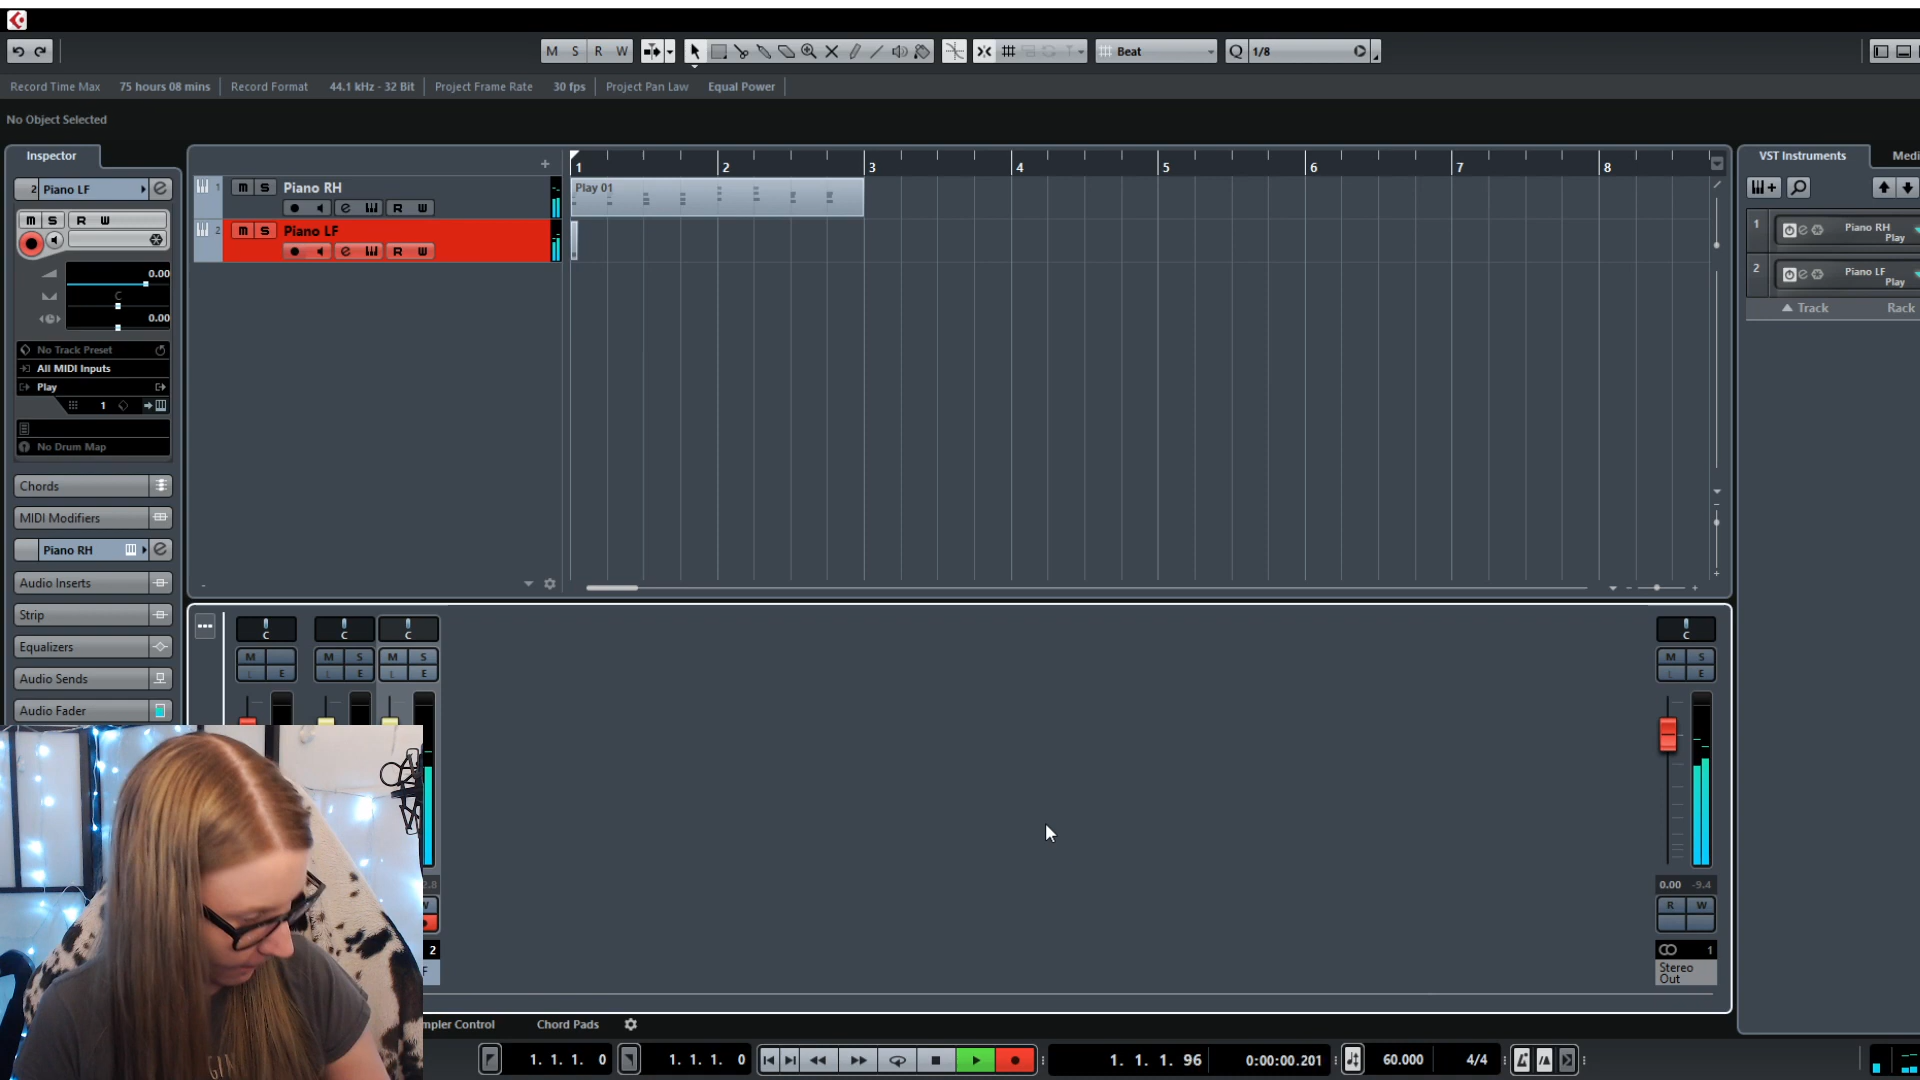 M S R W
Beat
Q 1/8
Record Time Max 75 hours 08 mins Record Format 44.1 kHz - 32 Bit Project Frame Rate 30 fps Project Pan Law Equal Power
No Object Selected
Inspector
2 Piano LF
m S R W
0.00
C
0.00
No Track Preset
All MIDI Inputs
Play
1
No Drum Map
Chords
MIDI Modifiers
Piano RH
Audio Inserts
Strip
Equalizers
Audio Sends
Audio Fader
1 2 3 4 5 6 7 8
1 m S Piano RH
e R W
Play 01
2 m S Piano LF
e R W
VST Instruments Medi
1 Piano RH
Play
2 Piano LF
Play
Track Rack
C C C C
M M S M S M S
E L E L E L E
0.00 -9.4
R W
2
F
1
Stereo
Out
mpler Control Chord Pads
1. 1. 1. 0 1. 1. 1. 0 1. 1. 1. 96 0:00:00.201 60.000 4/4